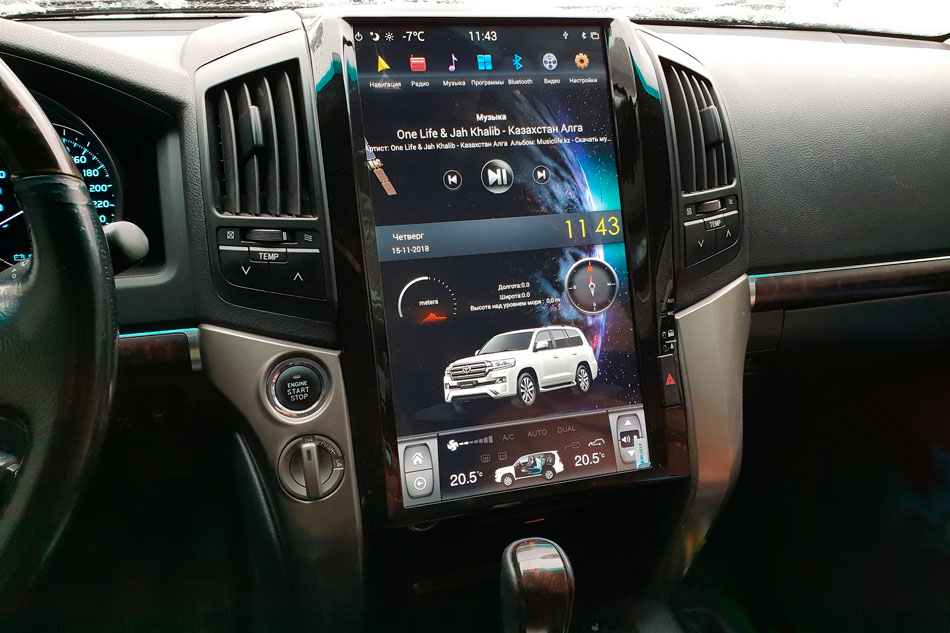 -7°C 11:43
Навигация Радио Музыка Программы Bluetooth Видео Настройки
Музыка
One Life & Jah Khalib - Казахстан Алга
Артист: One Life & Jah Khalib - Казахстан Алга Альбом: Musiclife.kz - Скачать му...
Четверг
15-11-2018
11 43
meters
Долгота:0.0
Широта:0.0
Высота над уровнем моря : 0,0 m
A/C AUTO DUAL
20.5°c 20.5°c
TEMP
TEMP
ENGINE
START
STOP
160
180
200